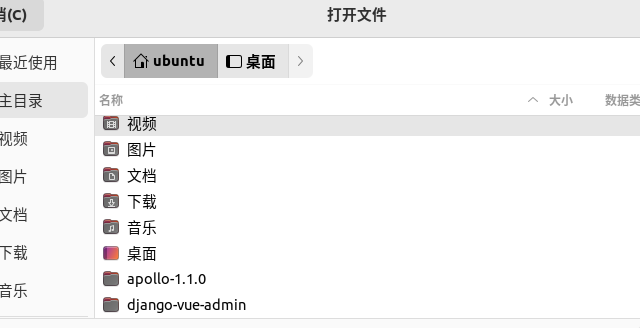 消(C) 打开文件
最近使用
主目录
视频
图片
文档
下载
音乐
ubuntu 桌面
名称 大小 数据类
视频
图片
文档
下载
音乐
桌面
apollo-1.1.0
django-vue-admin